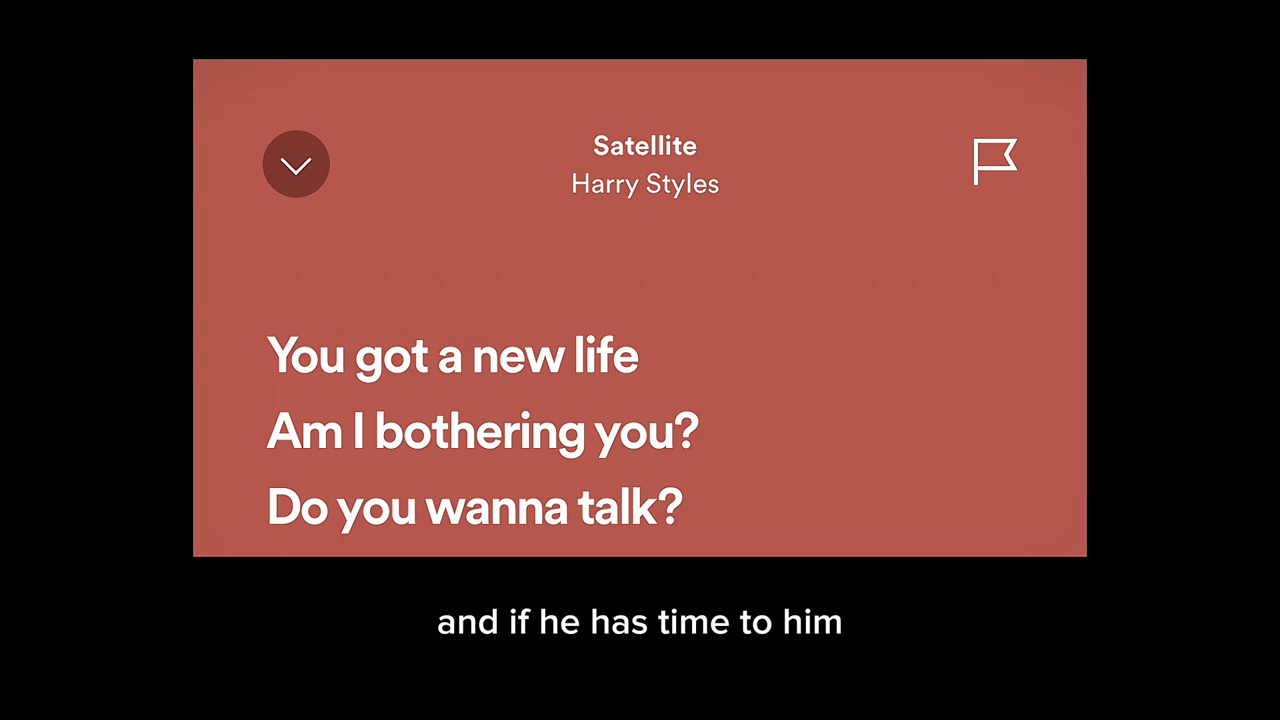 Satellite
Harry Styles
You got a new life
Am I bothering you?
Do you wanna talk?
and if he has time to him